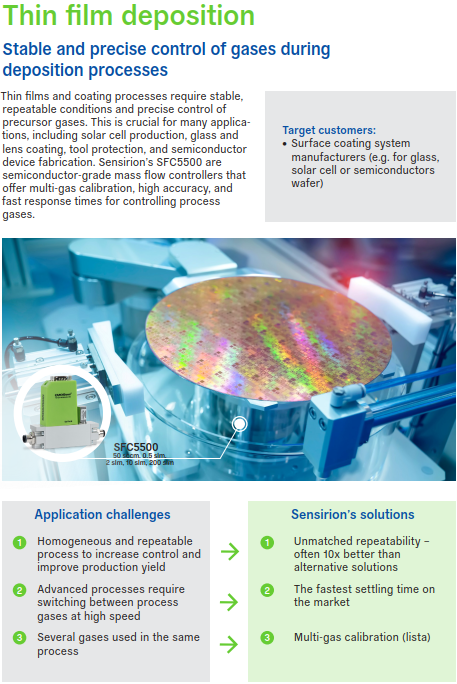 Thin film deposition
Stable and precise control of gases during
deposition processes
Thin films and coating processes require stable,
repeatable conditions and precise control of
precursor gases. This is crucial for many applica-
tions, including solar cell production, glass and
lens coating, tool protection, and semiconductor
device fabrication. Sensirion's SFC5500 are
semiconductor-grade mass flow controllers that
offer multi-gas calibration, high accuracy, and
fast response times for controlling process
gases.
Target customers:
• Surface coating system
manufacturers (e.g. for glass,
solar cell or semiconductors
wafer)
SFC5500
50 sccm, 0.5 slm,
2 slm, 10 slm, 200 slm
Application challenges
1 Homogeneous and repeatable
process to increase control and
improve production yield
2 Advanced processes require
switching between process
gases at high speed
3 Several gases used in the same
process
Sensirion's solutions
1 Unmatched repeatability –
often 10x better than
alternative solutions
2 The fastest settling time on
the market
3 Multi-gas calibration (lista)